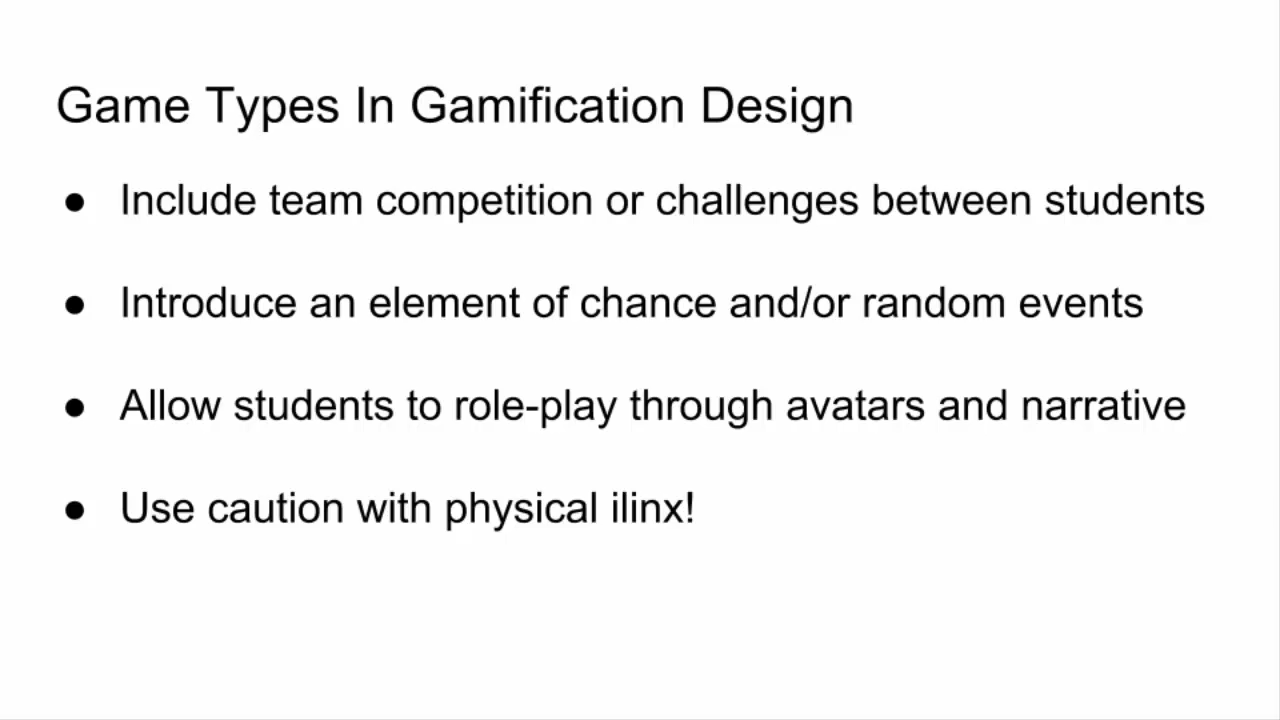 Game Types In Gamification Design
● Include team competition or challenges between students
● Introduce an element of chance and/or random events
● Allow students to role-play through avatars and narrative
● Use caution with physical ilinx!